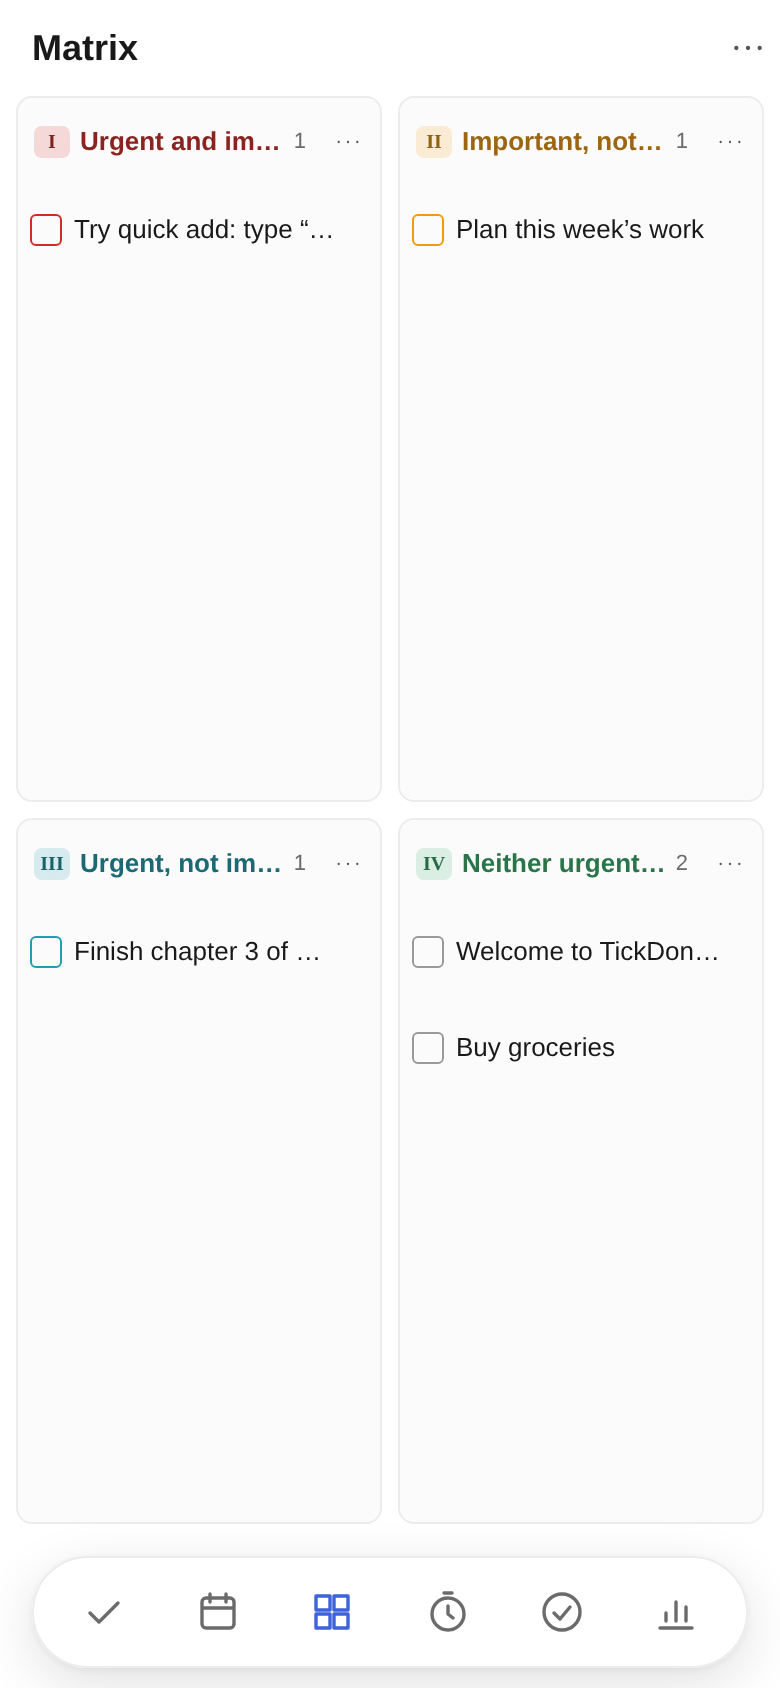 Matrix
I Urgent and im… 1
Try quick add: type “…
II Important, not… 1
Plan this week’s work
III Urgent, not im… 1
Finish chapter 3 of …
IV Neither urgent… 2
Welcome to TickDon…
Buy groceries